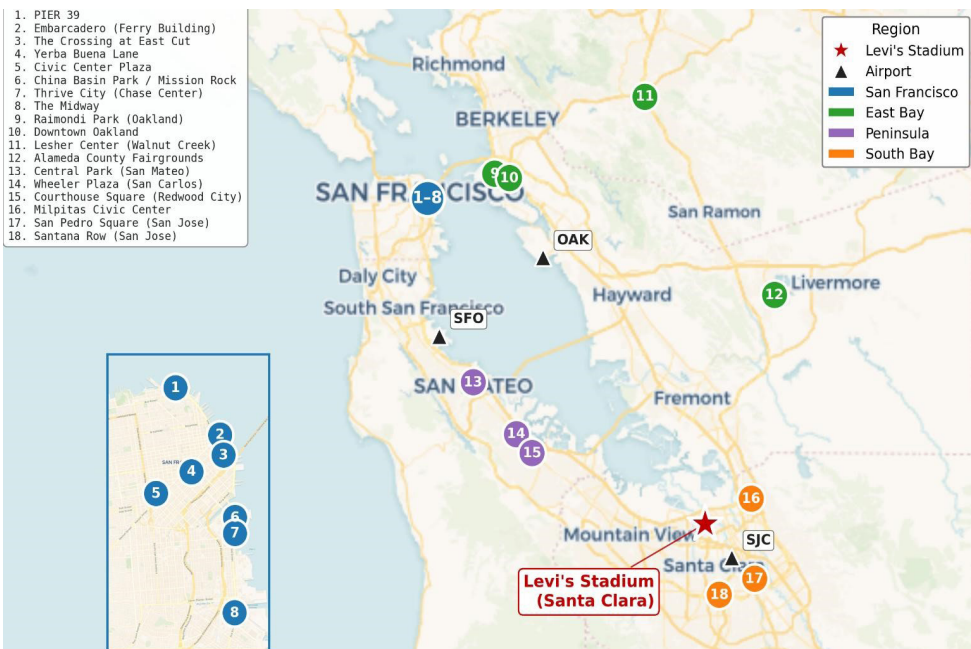 1. PIER 39
2. Embarcadero (Ferry Building)
3. The Crossing at East Cut
4. Yerba Buena Lane
5. Civic Center Plaza
6. China Basin Park / Mission Rock
7. Thrive City (Chase Center)
8. The Midway
9. Raimondi Park (Oakland)
10. Downtown Oakland
11. Lesher Center (Walnut Creek)
12. Alameda County Fairgrounds
13. Central Park (San Mateo)
14. Wheeler Plaza (San Carlos)
15. Courthouse Square (Redwood City)
16. Milpitas Civic Center
17. San Pedro Square (San Jose)
18. Santana Row (San Jose)
Region
Levi's Stadium
Airport
San Francisco
East Bay
Peninsula
South Bay
Richmond
11
BERKELEY
9
10
SAN FRANCISCO
1–8
San Ramon
OAK
Daly City
Hayward
12
Livermore
South San Francisco
SFO
13
SAN MATEO
Fremont
14
15
16
Mountain View
SJC
Santa Clara
Levi's Stadium
(Santa Clara)
17
18
1
2
3
4
5
6
7
8